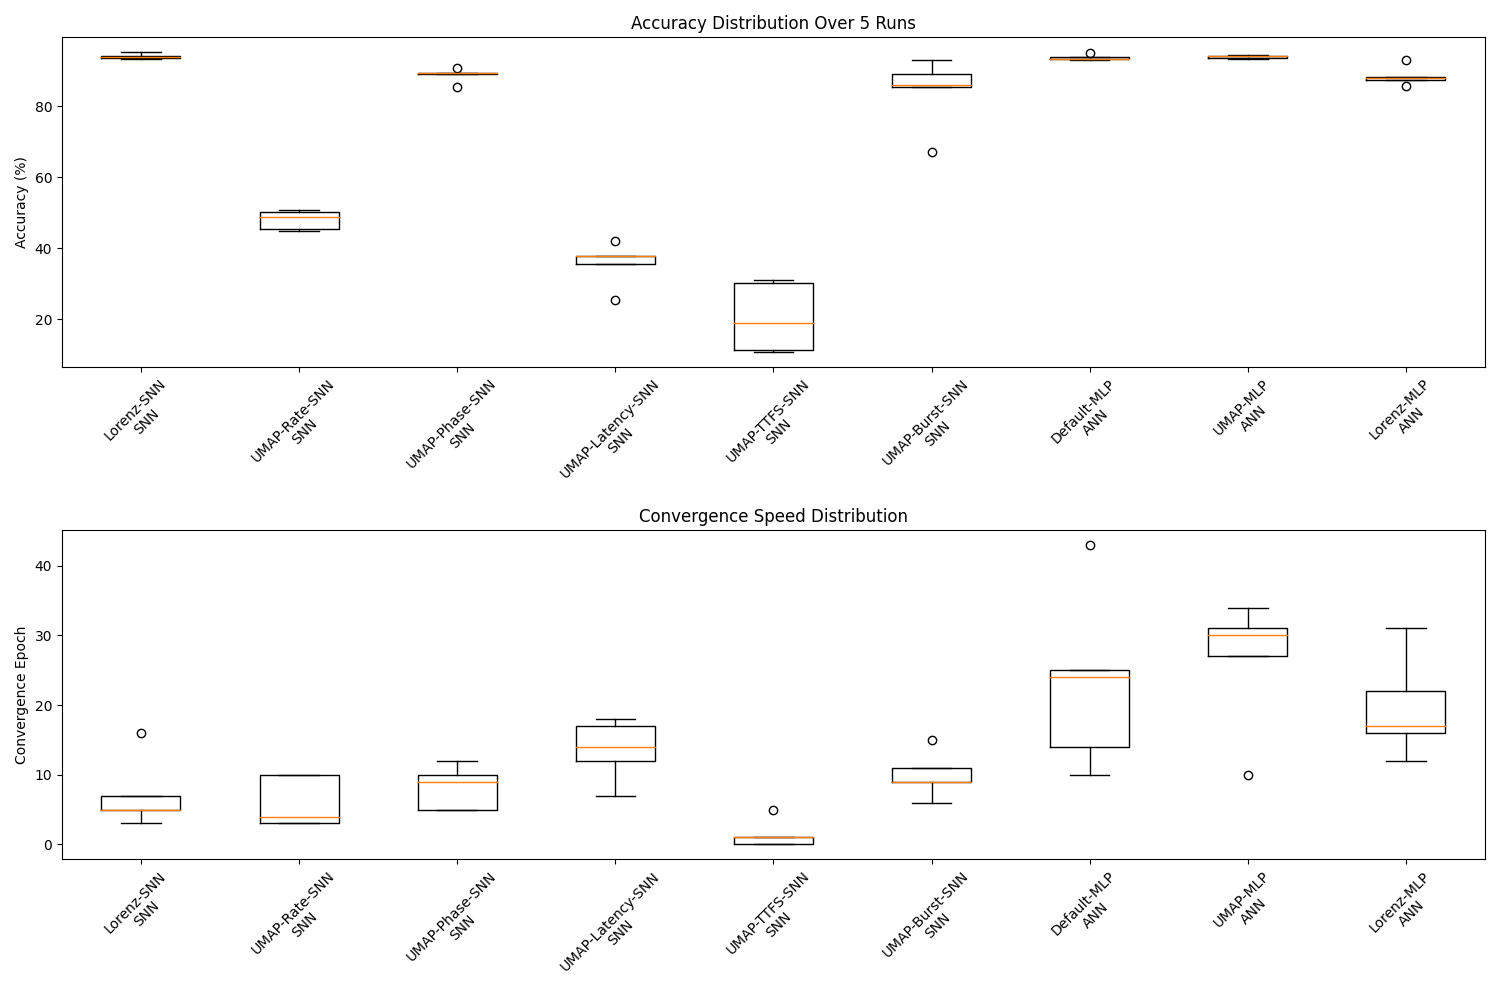 Accuracy Distribution Over 5 Runs
Accuracy (%)
80
60
40
20
Lorenz-SNN
SNN
UMAP-Rate-SNN
SNN
UMAP-Phase-SNN
SNN
UMAP-Latency-SNN
SNN
UMAP-TTFS-SNN
SNN
UMAP-Burst-SNN
SNN
Default-MLP
ANN
UMAP-MLP
ANN
Lorenz-MLP
ANN
Convergence Speed Distribution
Convergence Epoch
40
30
20
10
0
Lorenz-SNN
SNN
UMAP-Rate-SNN
SNN
UMAP-Phase-SNN
SNN
UMAP-Latency-SNN
SNN
UMAP-TTFS-SNN
SNN
UMAP-Burst-SNN
SNN
Default-MLP
ANN
UMAP-MLP
ANN
Lorenz-MLP
ANN